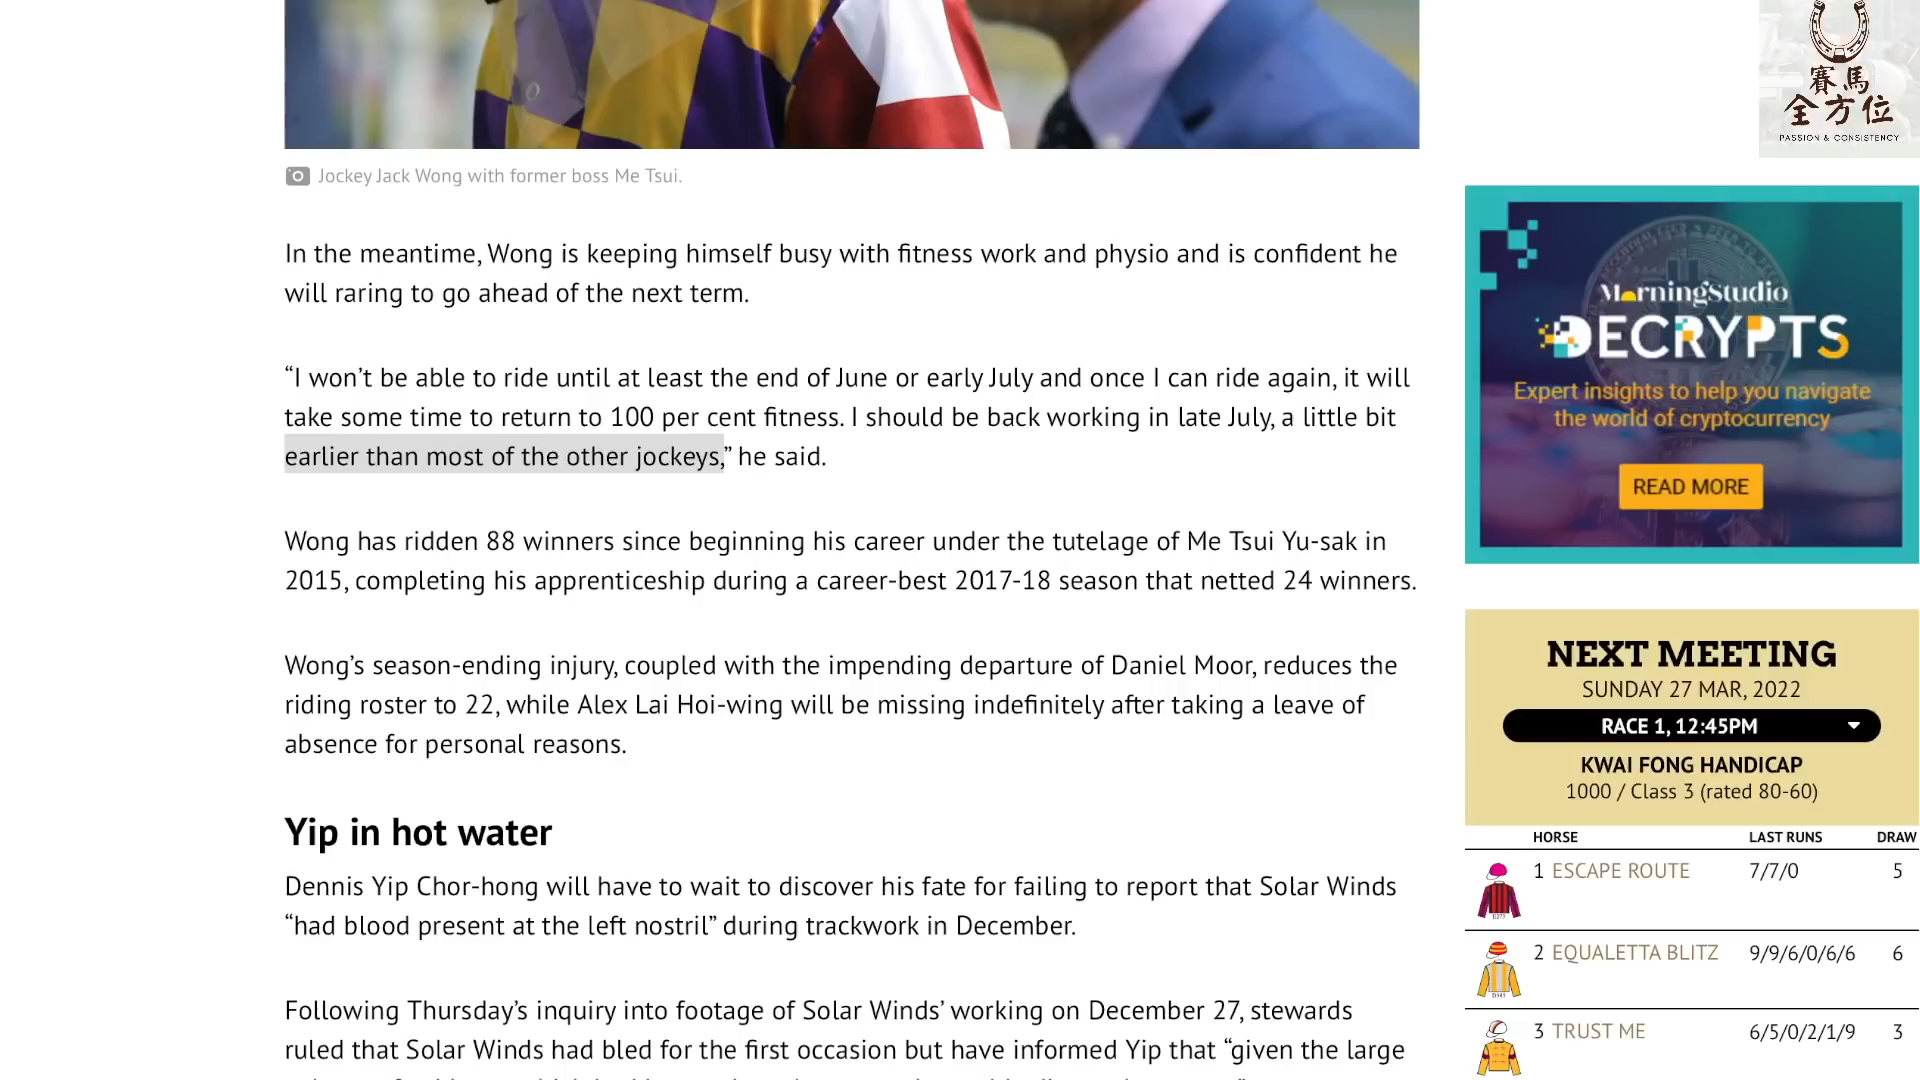 賽馬
全方位
PASSION & CONSISTENCY
Jockey Jack Wong with former boss Me Tsui.
In the meantime, Wong is keeping himself busy with fitness work and physio and is confident he
will raring to go ahead of the next term.
“I won’t be able to ride until at least the end of June or early July and once I can ride again, it will
take some time to return to 100 per cent fitness. I should be back working in late July, a little bit
earlier than most of the other jockeys,” he said.
Wong has ridden 88 winners since beginning his career under the tutelage of Me Tsui Yu-sak in
2015, completing his apprenticeship during a career-best 2017-18 season that netted 24 winners.
Wong’s season-ending injury, coupled with the impending departure of Daniel Moor, reduces the
riding roster to 22, while Alex Lai Hoi-wing will be missing indefinitely after taking a leave of
absence for personal reasons.
Yip in hot water
Dennis Yip Chor-hong will have to wait to discover his fate for failing to report that Solar Winds
“had blood present at the left nostril” during trackwork in December.
Following Thursday’s inquiry into footage of Solar Winds’ working on December 27, stewards
ruled that Solar Winds had bled for the first occasion but have informed Yip that “given the large
MorningStudio
DECRYPTS
Expert insights to help you navigate
the world of cryptocurrency
READ MORE
NEXT MEETING
SUNDAY 27 MAR, 2022
RACE 1, 12:45PM
KWAI FONG HANDICAP
1000 / Class 3 (rated 80-60)
HORSE LAST RUNS DRAW
1 ESCAPE ROUTE 7/7/0 5
2 EQUALETTA BLITZ 9/9/6/0/6/6 6
3 TRUST ME 6/5/0/2/1/9 3